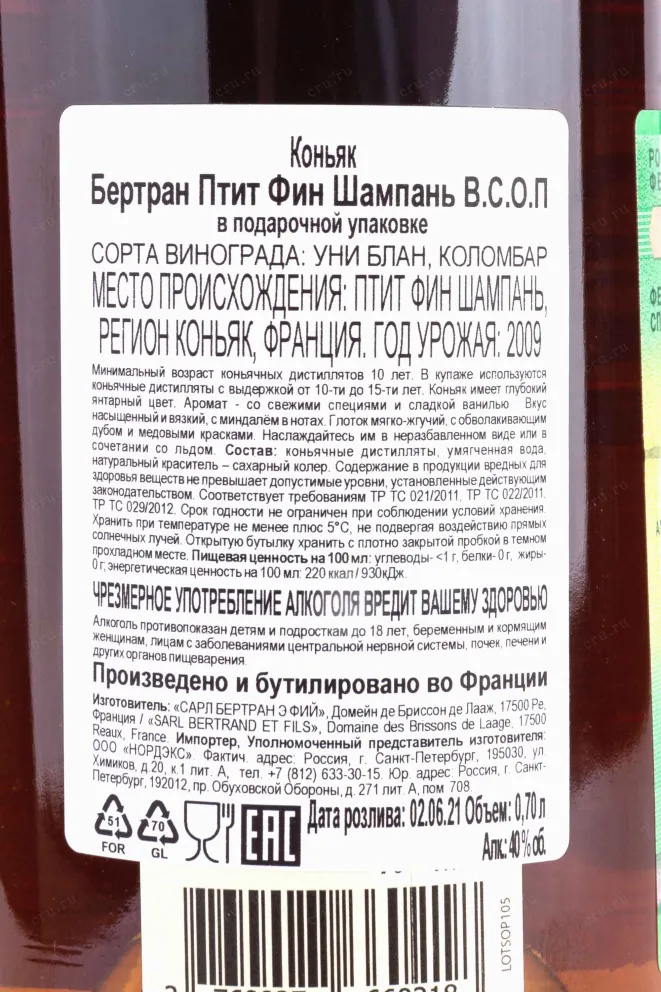 Коньяк
Бертран Птит Фин Шампань В.С.О.П
в подарочной упаковке
СОРТА ВИНОГРАДА: УНИ БЛАН, КОЛОМБАР
МЕСТО ПРОИСХОЖДЕНИЯ: ПТИТ ФИН ШАМПАНЬ,
РЕГИОН КОНЬЯК, ФРАНЦИЯ. ГОД УРОЖАЯ: 2009
Минимальный возраст коньячных дистиллятов 10 лет. В купаже используются
коньячные дистилляты с выдержкой от 10-ти до 15-ти лет. Коньяк имеет глубокий
янтарный цвет. Аромат - со свежими специями и сладкой ванилью Вкус
насыщенный и вязкий, с миндалём в нотах. Глоток мягко-жгучий, с обволакивающим
дубом и медовыми красками. Наслаждайтесь им в неразбавленном виде или в
сочетании со льдом. Состав: коньячные дистилляты, умягченная вода,
натуральный краситель – сахарный колер. Содержание в продукции вредных для
здоровья веществ не превышает допустимые уровни, установленные действующим
законодательством. Соответствует требованиям ТР ТС 021/2011, ТР ТС 022/2011,
ТР ТС 029/2012. Срок годности не ограничен при соблюдении условий хранения.
Хранить при температуре не менее плюс 5°С, не подвергая воздействию прямых
солнечных лучей. Открытую бутылку хранить с плотно закрытой пробкой в темном
прохладном месте. Пищевая ценность на 100 мл: углеводы- <1 г, белки- 0 г, жиры-
0 г; энергетическая ценность на 100 мл: 220 ккал / 930кДж.
ЧРЕЗМЕРНОЕ УПОТРЕБЛЕНИЕ АЛКОГОЛЯ ВРЕДИТ ВАШЕМУ ЗДОРОВЬЮ
Алкоголь противопоказан детям и подросткам до 18 лет, беременным и кормящим
женщинам, лицам с заболеваниями центральной нервной системы, почек, печени и
других органов пищеварения.
Произведено и бутилировано во Франции
Изготовитель: «САРЛ БЕРТРАН Э ФИЙ», Домейн де Бриссон де Лааж, 17500 Ре,
Франция / «SARL BERTRAND ET FILS», Domaine des Brissons de Laage, 17500
Reaux, France. Импортер, Уполномоченный представитель изготовителя:
ООО «НОРДЭКС». Фактич. адрес: Россия, г. Санкт-Петербург, 195030, ул.
Химиков, д.20, к.1 лит. А, тел. +7 (812) 633-30-15. Юр. адрес: Россия, г. Санкт-
Петербург, 192012, пр. Обуховской Обороны, д. 271 лит. А, пом 708.
51
FOR
70
GL
EAC
Дата розлива: 02.06.21 Объем: 0,70 л
Алк.: 40% об.
LOTSOP105
cru.ru